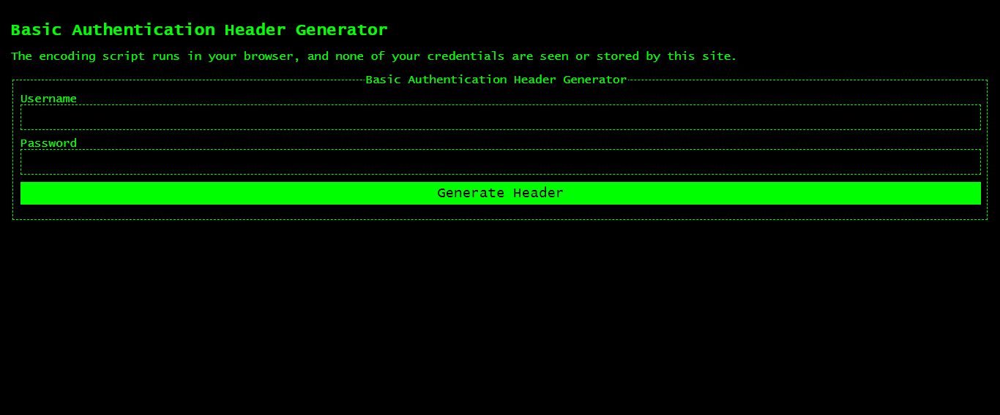 Basic Authentication Header Generator
The encoding script runs in your browser, and none of your credentials are seen or stored by this site.
Basic Authentication Header Generator
Username
Password
Generate Header